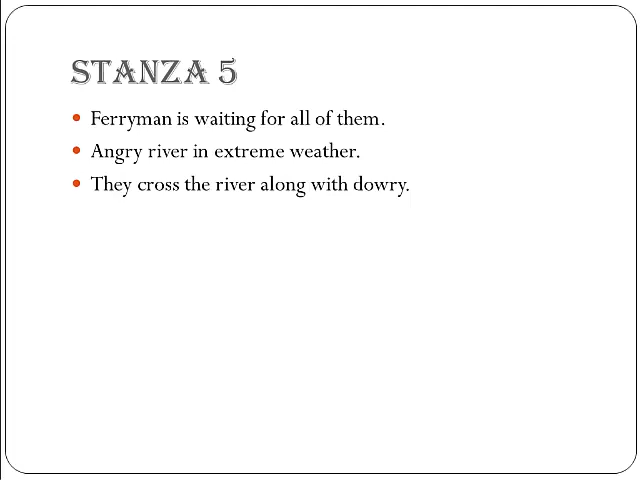 STANZA 5
Ferryman is waiting for all of them.
Angry river in extreme weather.
They cross the river along with dowry.